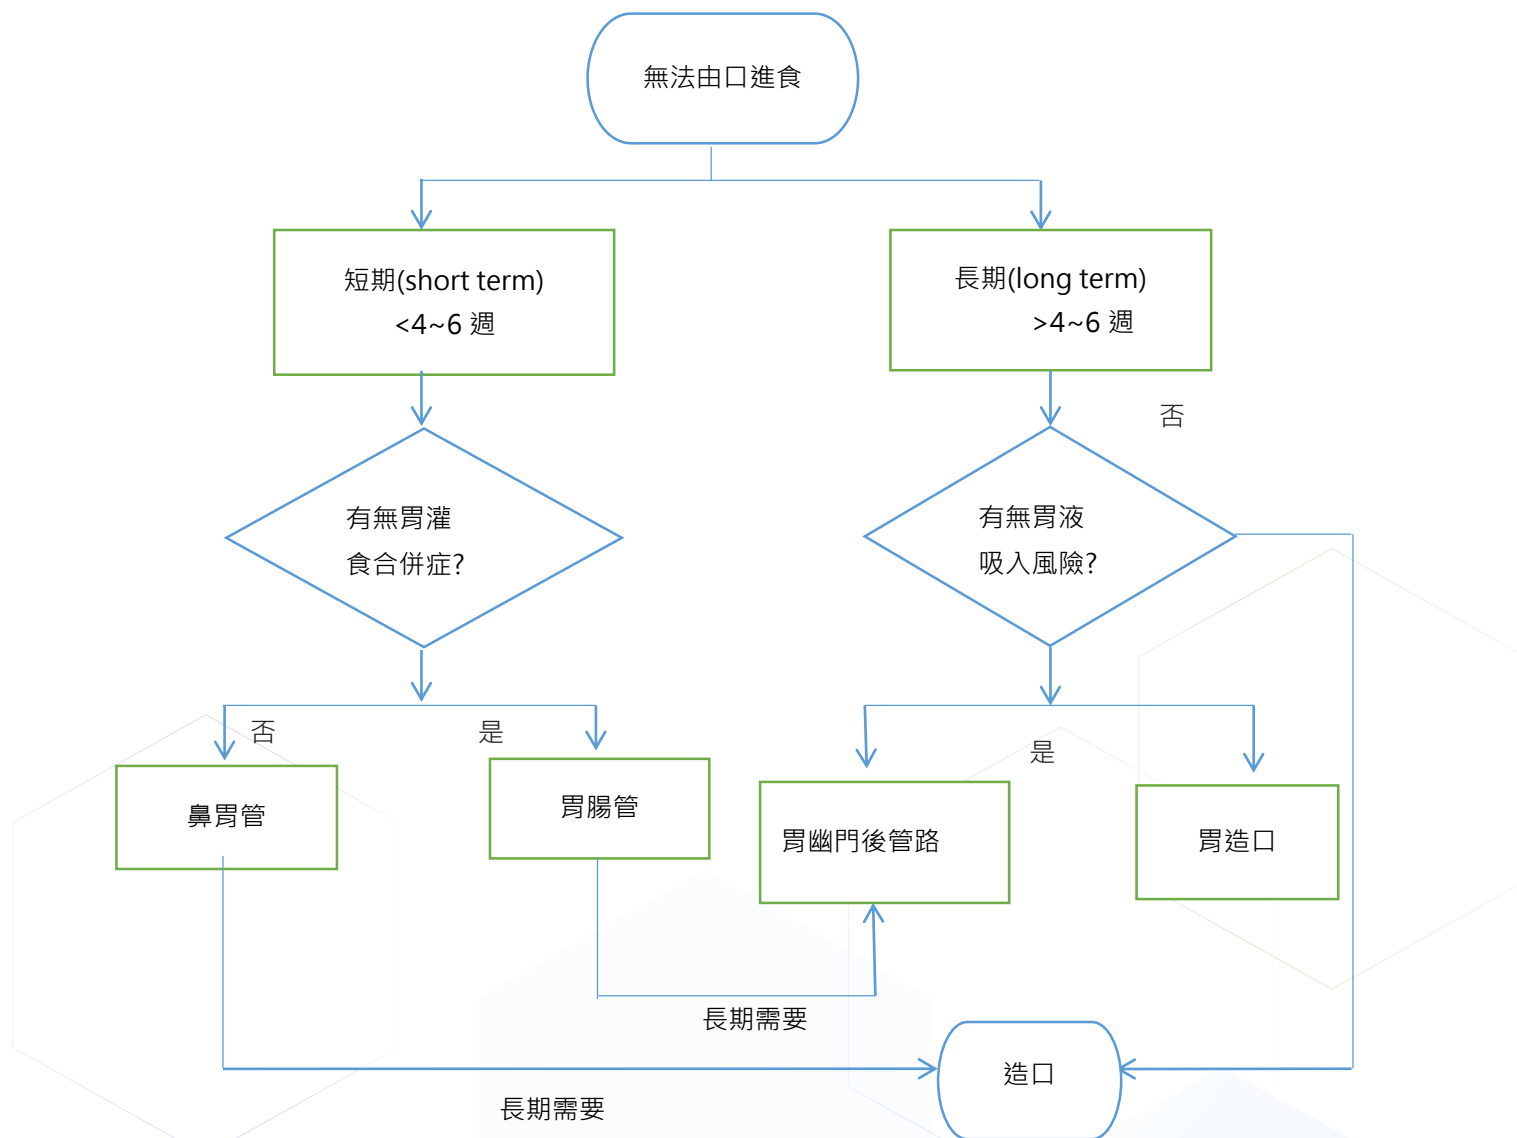 無法由口進食
短期(short term)
<4~6 週
長期(long term)
>4~6 週
否
有無胃灌
食合併症?
有無胃液
吸入風險?
否
是
是
鼻胃管
胃腸管
胃幽門後管路
胃造口
長期需要
造口
長期需要